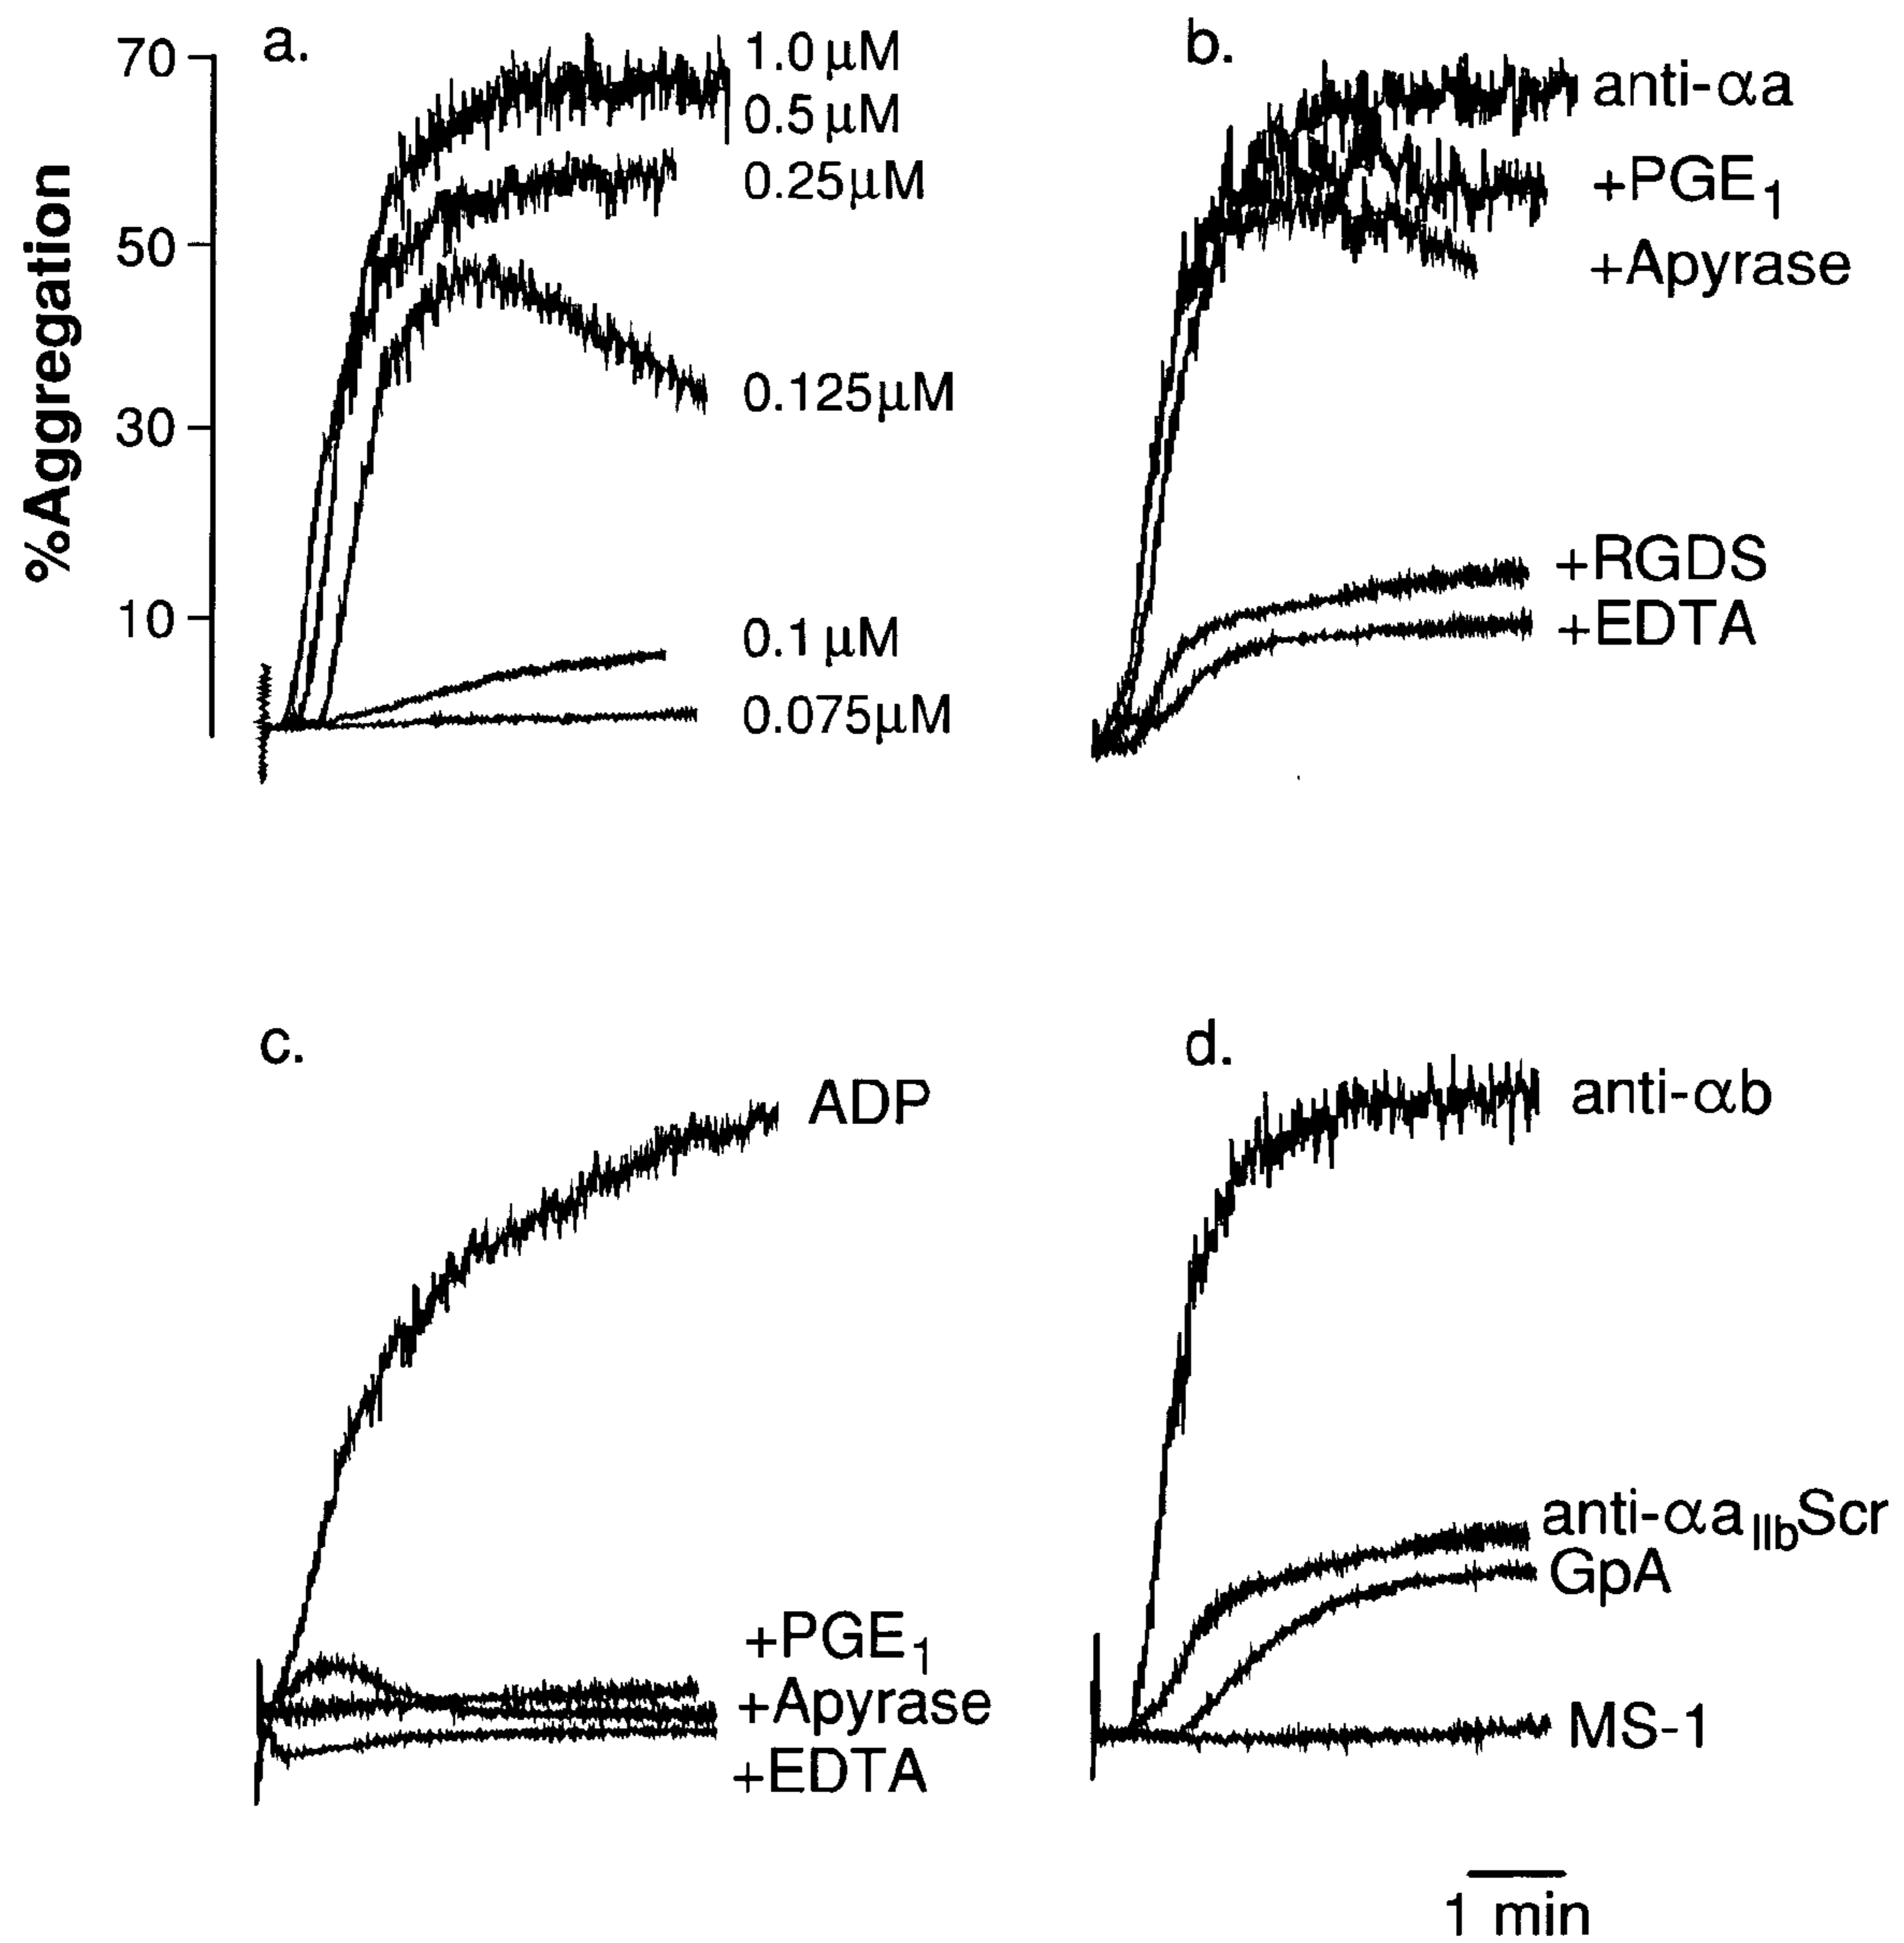 a.
%Aggregation
70
50
30
10
1.0 μM
0.5 μM
0.25μM
0.125μM
0.1 μM
0.075μM
b.
anti-αa
+PGE1
+Apyrase
+RGDS
+EDTA
c.
ADP
+PGE1
+Apyrase
+EDTA
d.
anti-αb
anti-αaIIbScr
GpA
MS-1
1 min